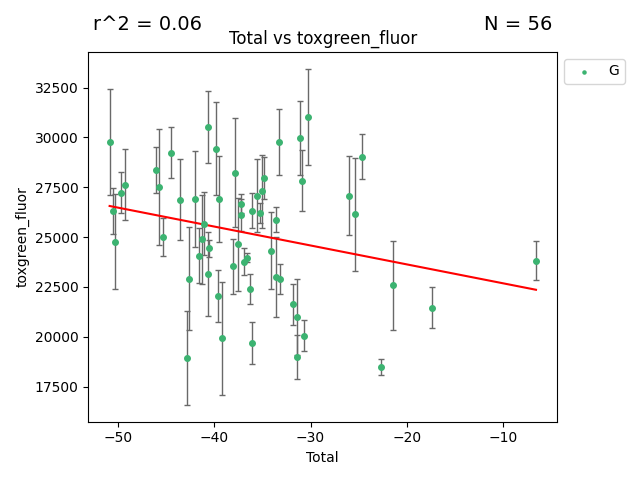 r^2 = 0.06
N = 56
Total vs toxgreen_fluor
G
toxgreen_fluor
32500
30000
27500
25000
22500
20000
17500
−50
−40
−30
−20
−10
Total